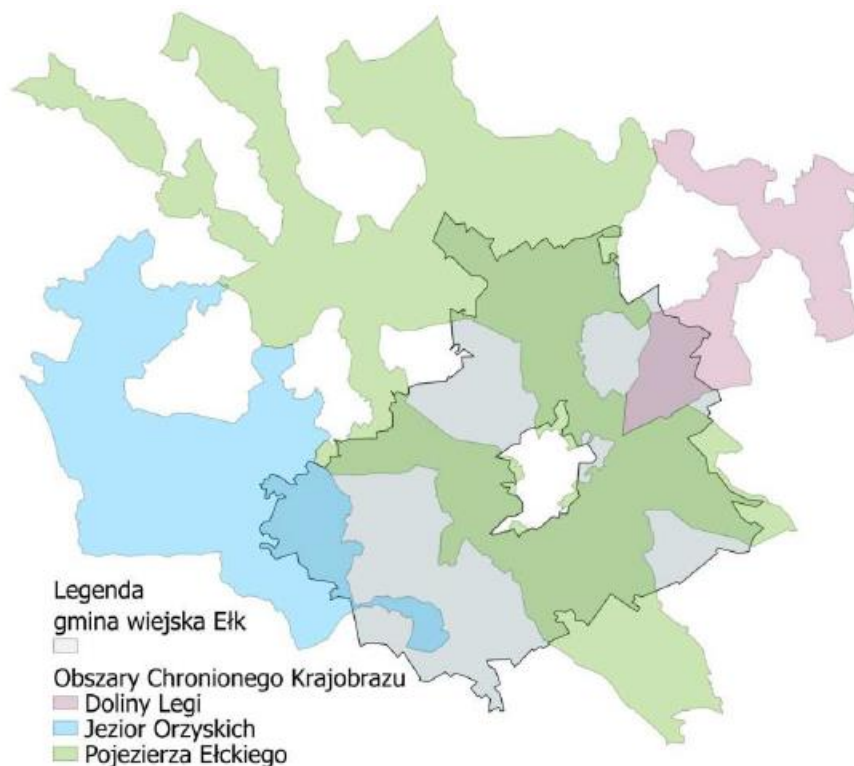 Legenda
gmina wiejska Ełk
Obszary Chronionego Krajobrazu
Doliny Legi
Jezior Orzyskich
Pojezierza Ełckiego